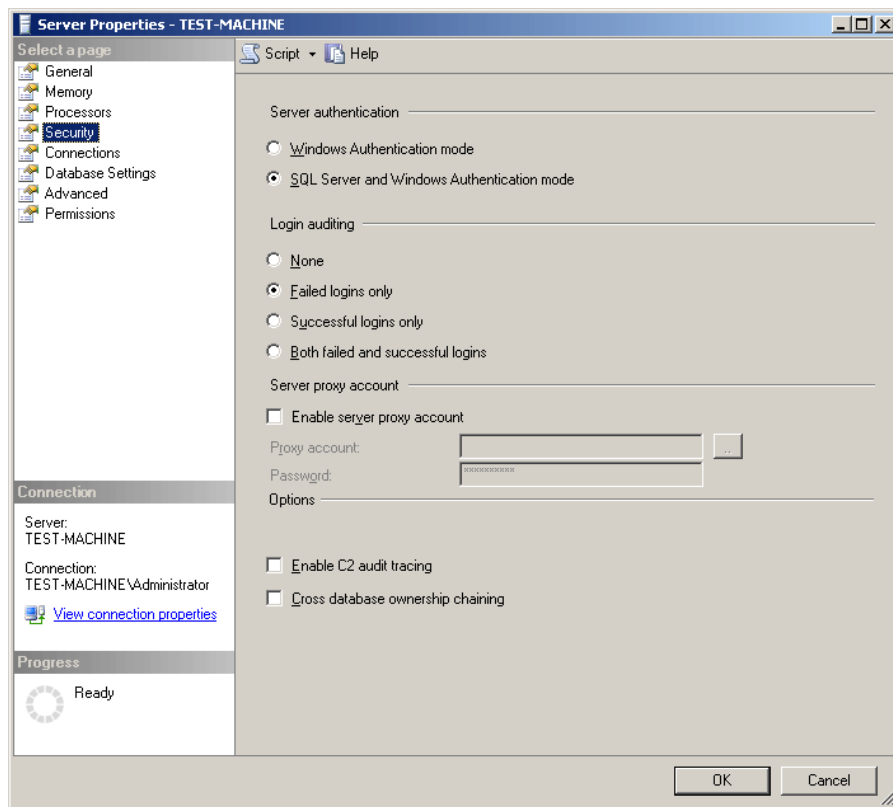 Server Properties - TEST-MACHINE
Select a page
General
Memory
Processors
Security
Connections
Database Settings
Advanced
Permissions
Script Help
Server authentication
Windows Authentication mode
SQL Server and Windows Authentication mode
Login auditing
None
Failed logins only
Successful logins only
Both failed and successful logins
Server proxy account
Enable server proxy account
Proxy account:
..
Password:
**********
Options
Enable C2 audit tracing
Cross database ownership chaining
Connection
Server:
TEST-MACHINE
Connection:
TEST-MACHINE\Administrator
View connection properties
Progress
Ready
OK Cancel